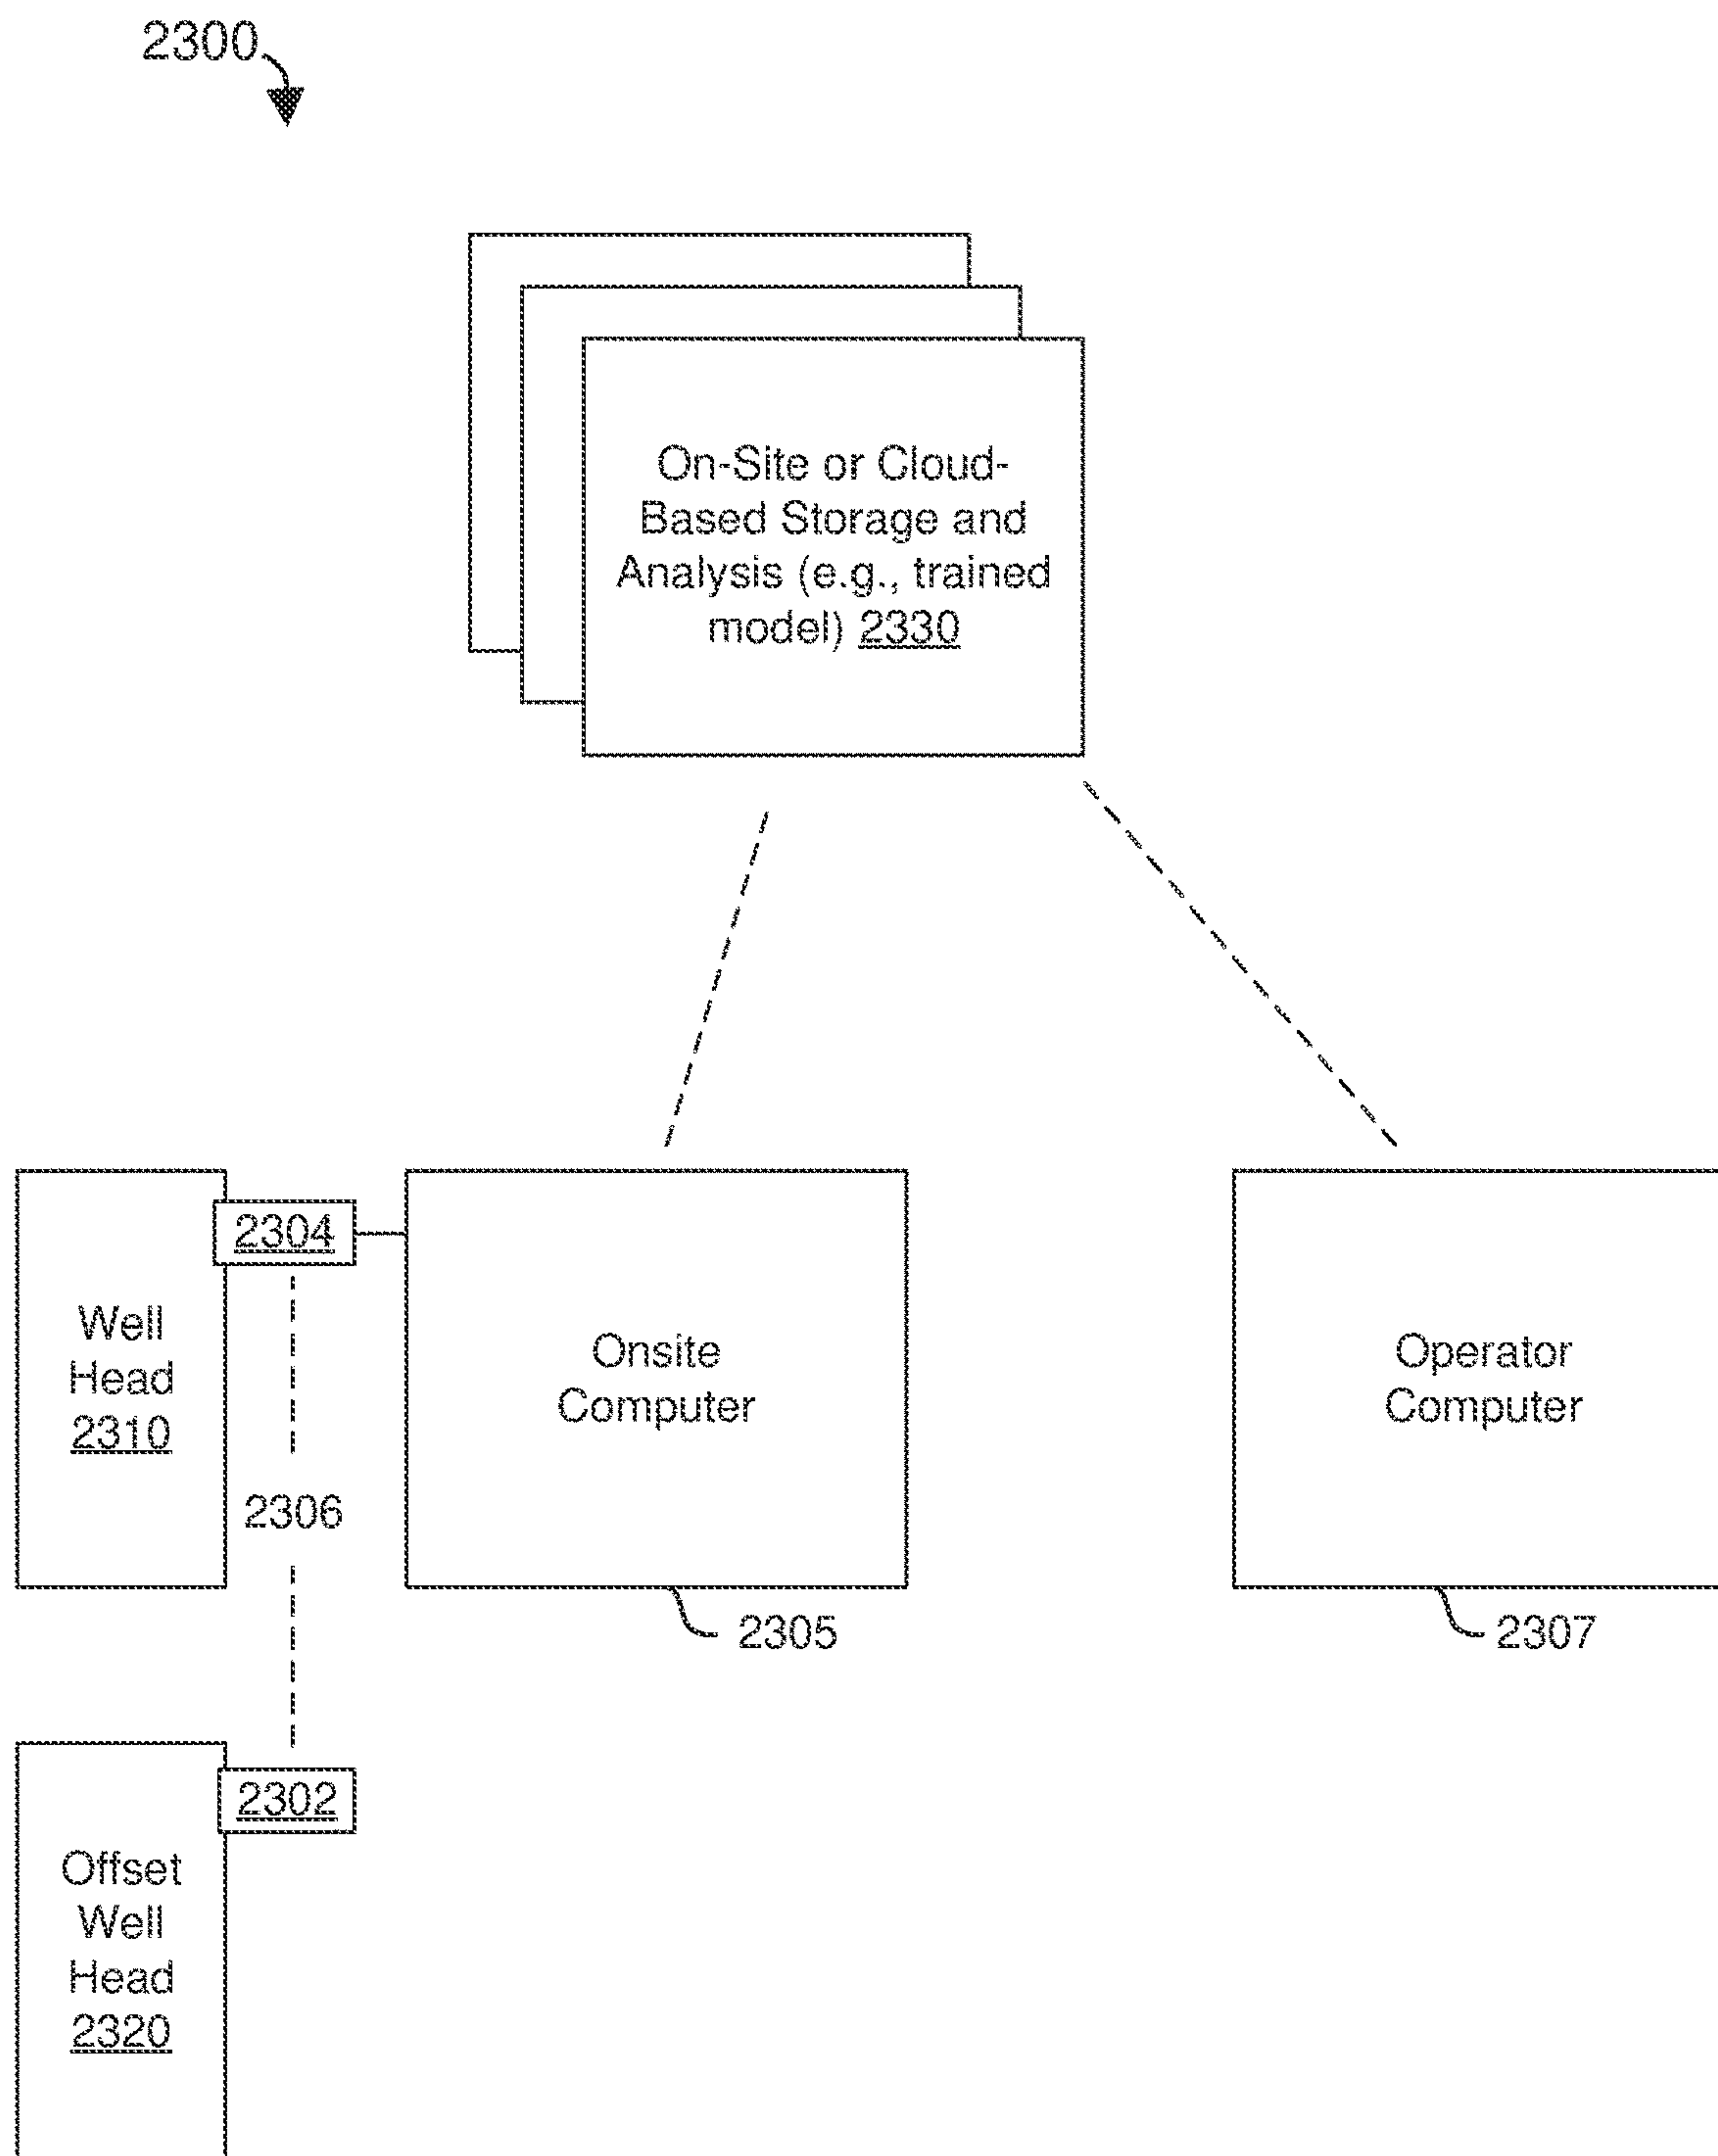 2300
On-Site or Cloud-
Based Storage and
Analysis (e.g., trained
model) 2330
2304
Well
Head
2310
Onsite
Computer
Operator
Computer
2306
2305
2307
2302
Offset
Well
Head
2320